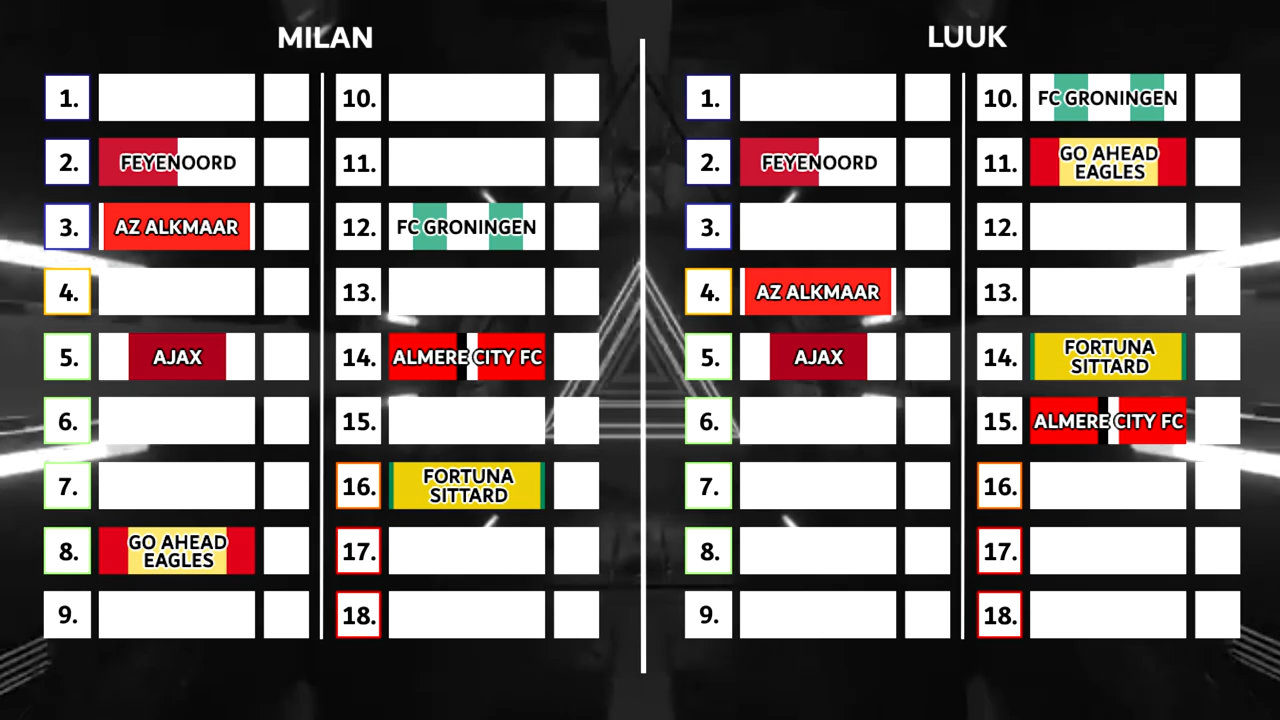 MILAN
1.
2. FEYENOORD
3. AZ ALKMAAR
4.
5. AJAX
6.
7.
8. GO AHEAD
EAGLES
9.
10.
11.
12. FC GRONINGEN
13.
14. ALMERE CITY FC
15.
16. FORTUNA
SITTARD
17.
18.
LUUK
1.
2. FEYENOORD
3.
4. AZ ALKMAAR
5. AJAX
6.
7.
8.
9.
10. FC GRONINGEN
11. GO AHEAD
EAGLES
12.
13.
14. FORTUNA
SITTARD
15. ALMERE CITY FC
16.
17.
18.